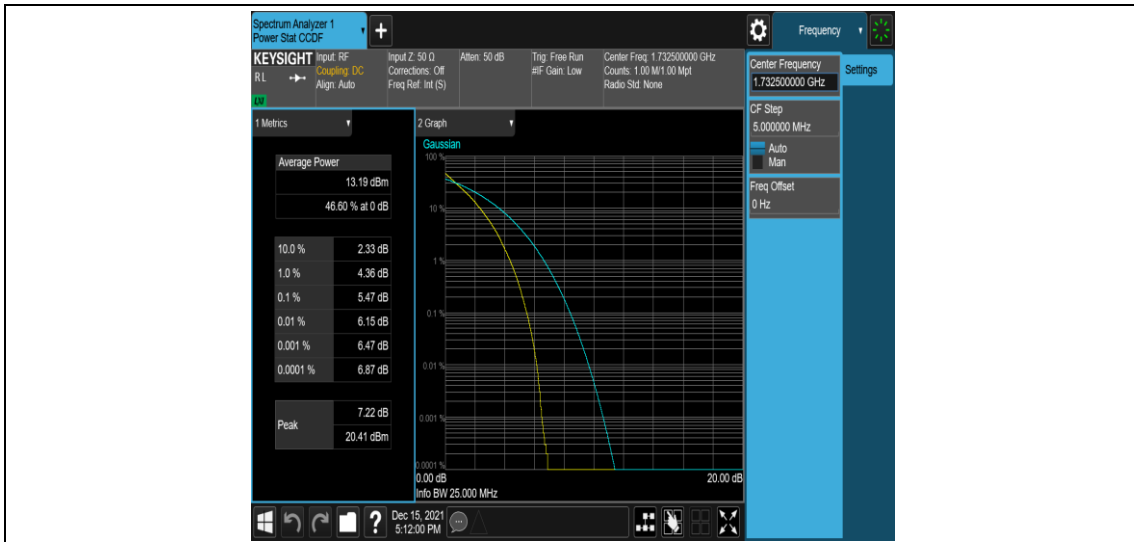 Spectrum Analyzer 1
Power Stat CCDF
+
Frequency
KEYSIGHT
RL
LXI
Input: RF
Coupling: DC
Align: Auto
Input Z: 50 Ω
Corrections: Off
Freq Ref: Int (S)
Atten: 50 dB
Trig: Free Run
#IF Gain: Low
Center Freq: 1.732500000 GHz
Counts: 1.00 M/1.00 Mpt
Radio Std: None
Center Frequency
1.732500000 GHz
Settings
CF Step
5.000000 MHz
Auto
Man
Freq Offset
0 Hz
1 Metrics
Average Power
13.19 dBm
46.60 % at 0 dB
10.0 % 2.33 dB
1.0 % 4.36 dB
0.1 % 5.47 dB
0.01 % 6.15 dB
0.001 % 6.47 dB
0.0001 % 6.87 dB
Peak 7.22 dB
20.41 dBm
2 Graph
Gaussian
100 %
10 %
1 %
0.1 %
0.01 %
0.001 %
0.0001 %
0.00 dB 20.00 dB
Info BW 25.000 MHz
?
Dec 15, 2021
5:12:00 PM